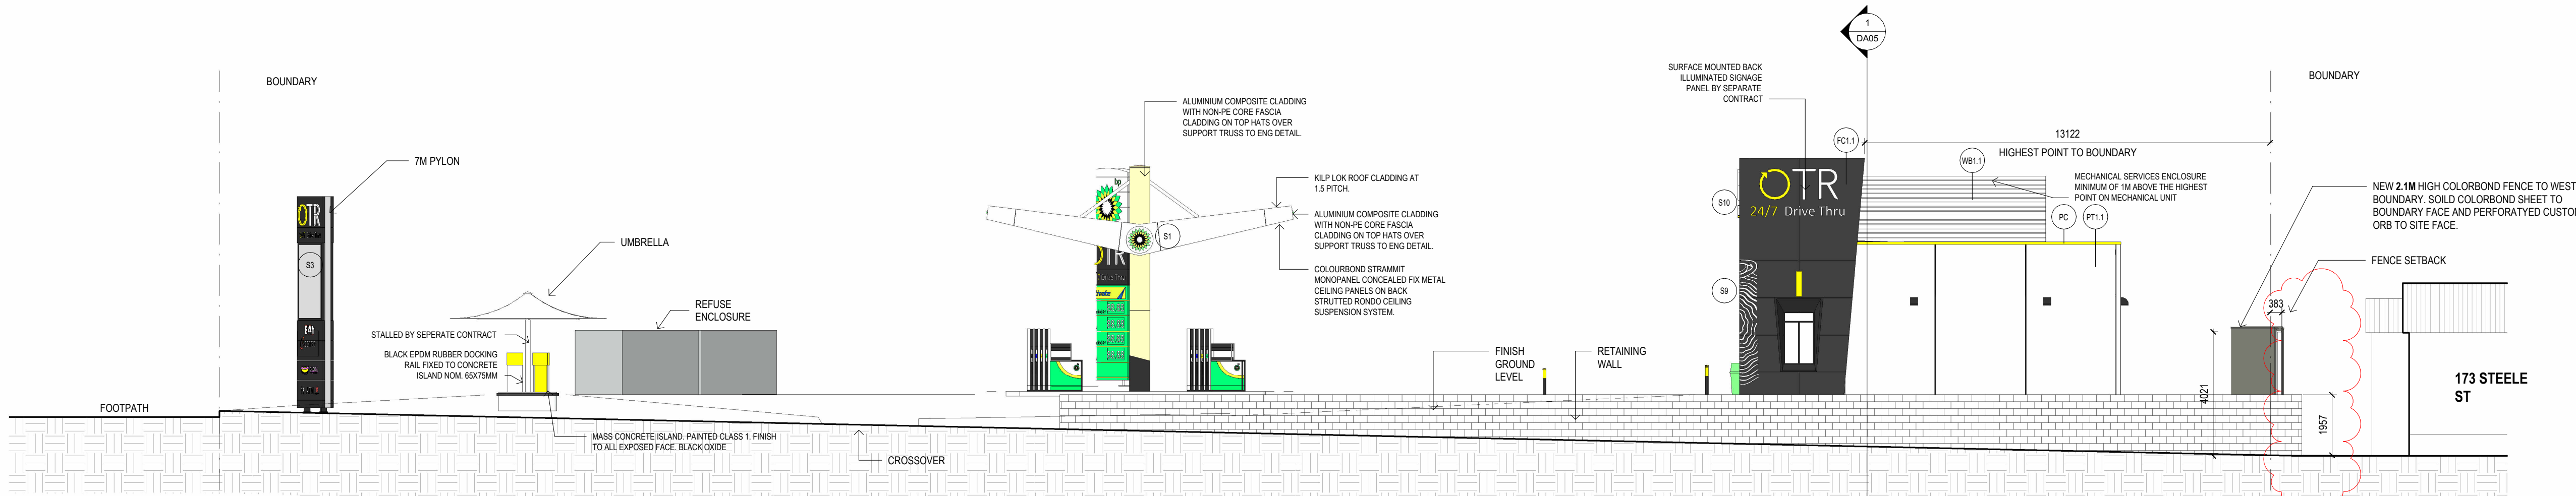 BOUNDARY
7M PYLON
OTR
S3
EAT
UMBRELLA
STALLED BY SEPERATE CONTRACT
BLACK EPDM RUBBER DOCKING
RAIL FIXED TO CONCRETE
ISLAND NOM. 65X75MM
REFUSE
ENCLOSURE
FOOTPATH
MASS CONCRETE ISLAND. PAINTED CLASS 1. FINISH
TO ALL EXPOSED FACE. BLACK OXIDE
CROSSOVER
ALUMINIUM COMPOSITE CLADDING
WITH NON-PE CORE FASCIA
CLADDING ON TOP HATS OVER
SUPPORT TRUSS TO ENG DETAIL.
bp
S1
TR
Drive Thru
KILP LOK ROOF CLADDING AT
1.5 PITCH.
ALUMINIUM COMPOSITE CLADDING
WITH NON-PE CORE FASCIA
CLADDING ON TOP HATS OVER
SUPPORT TRUSS TO ENG DETAIL.
COLOURBOND STRAMMIT
MONOPANEL CONCEALED FIX METAL
CEILING PANELS ON BACK
STRUTTED RONDO CEILING
SUSPENSION SYSTEM.
FINISH
GROUND
LEVEL
RETAINING
WALL
SURFACE MOUNTED BACK
ILLUMINATED SIGNAGE
PANEL BY SEPARATE
CONTRACT
1
DA05
FC1.1
S10
S9
OTR
24/7 Drive Thru
13122
HIGHEST POINT TO BOUNDARY
WB1.1
MECHANICAL SERVICES ENCLOSURE
MINIMUM OF 1M ABOVE THE HIGHEST
POINT ON MECHANICAL UNIT
PC
PT1.1
BOUNDARY
NEW 2.1M HIGH COLORBOND FENCE TO WEST
BOUNDARY. SOILD COLORBOND SHEET TO
BOUNDARY FACE AND PERFORATYED CUSTO
ORB TO SITE FACE.
FENCE SETBACK
383
4021
1957
173 STEELE
ST